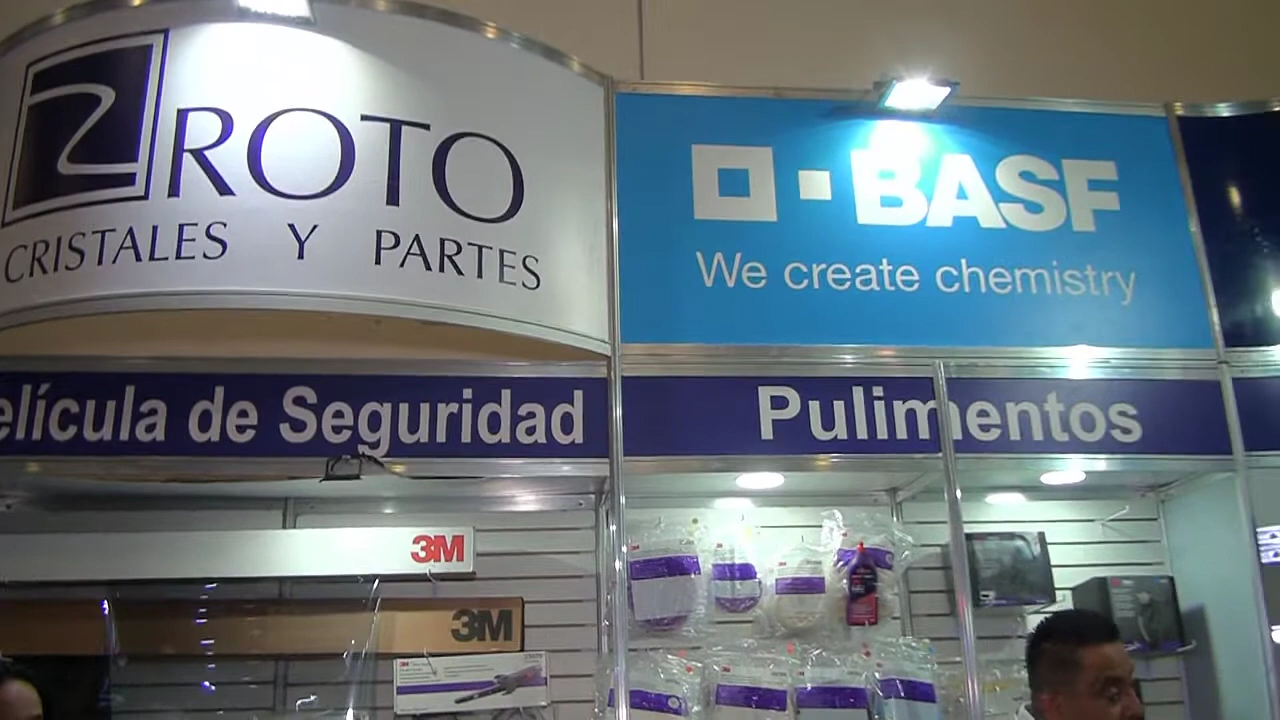 ROTO
CRISTALES Y PARTES
BASF
We create chemistry
elícula de Seguridad
Pulimentos
3M
3M